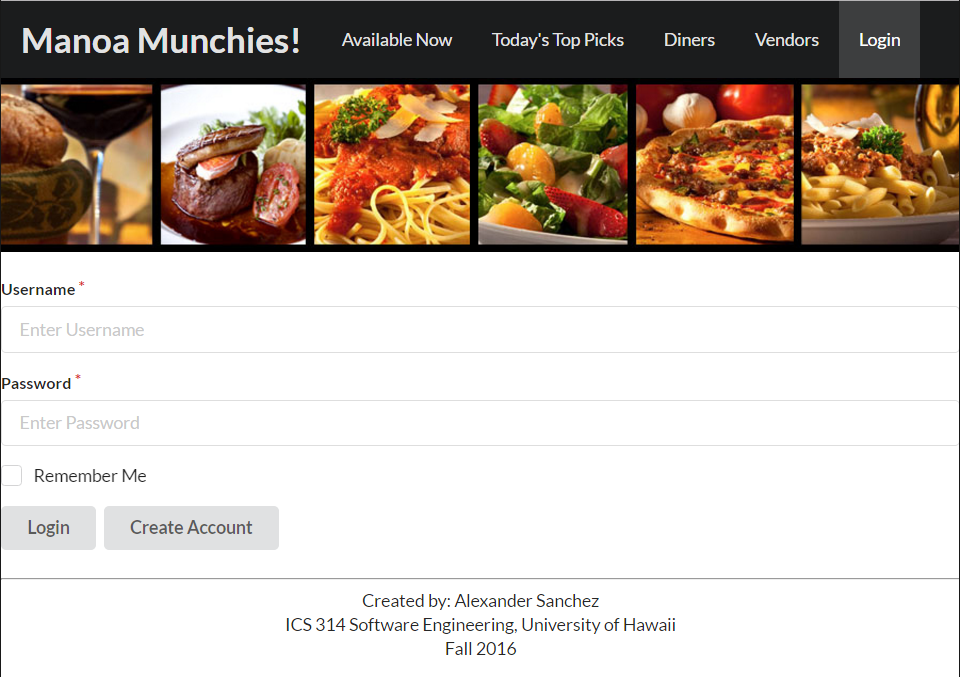 Manoa Munchies! Available Now Today's Top Picks Diners Vendors Login
Username *
Enter Username
Password *
Enter Password
Remember Me
Login Create Account
Created by: Alexander Sanchez
ICS 314 Software Engineering, University of Hawaii
Fall 2016